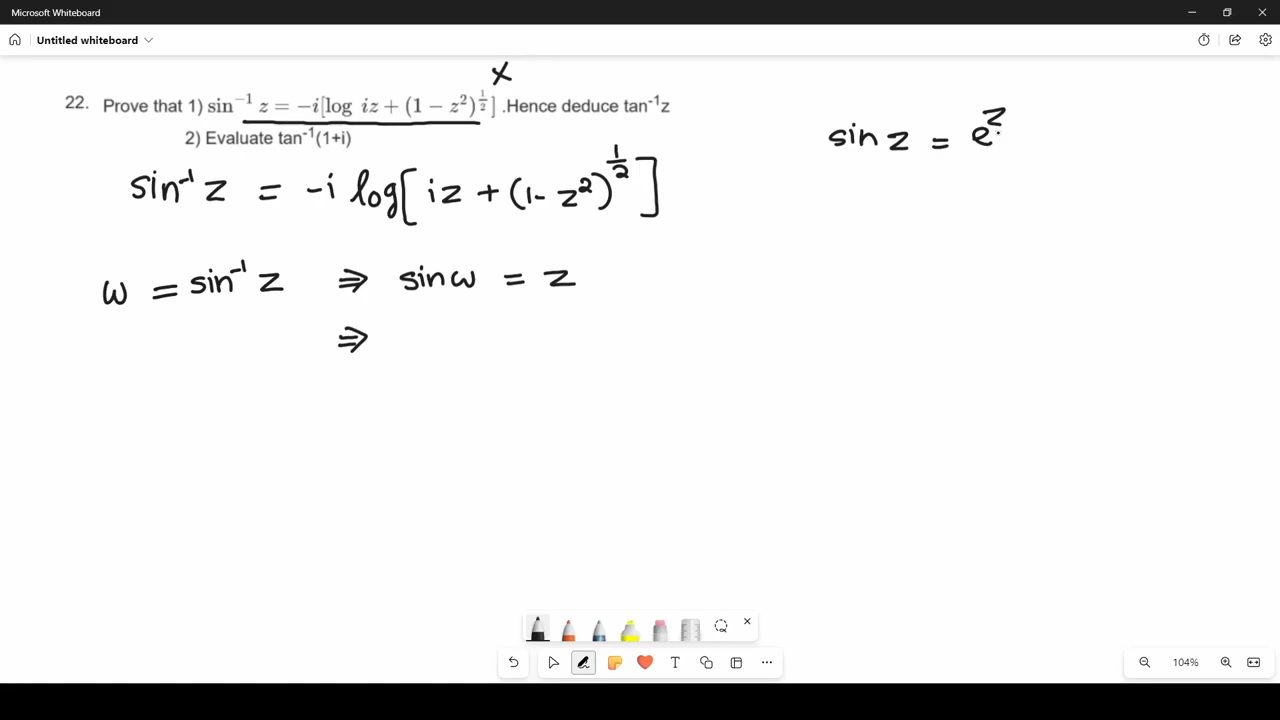 Microsoft Whiteboard
Untitled whiteboard
x
22. Prove that 1) sin⁻¹ z = −i[log iz + (1 − z²)^½] .Hence deduce tan⁻¹z
2) Evaluate tan⁻¹(1+i)
sin z = e^z
sin⁻¹ z = -i log[ iz + (1- z²)^½ ]
ω = sin⁻¹ z ⇒ sin ω = z
⇒
104%